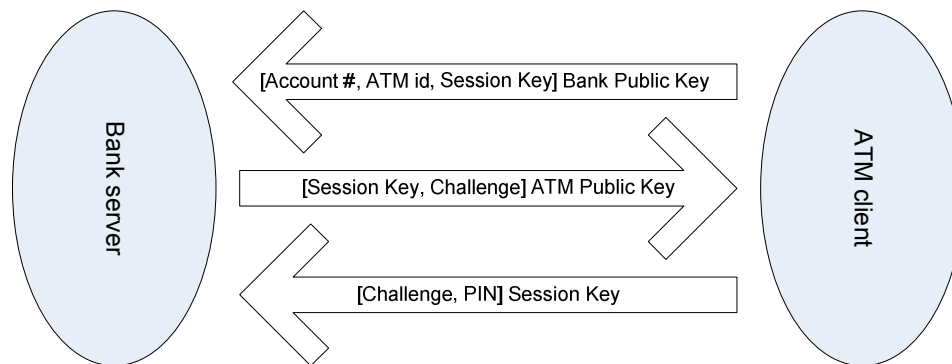 Bank server
[Account #, ATM id, Session Key] Bank Public Key
[Session Key, Challenge] ATM Public Key
[Challenge, PIN] Session Key
ATM client